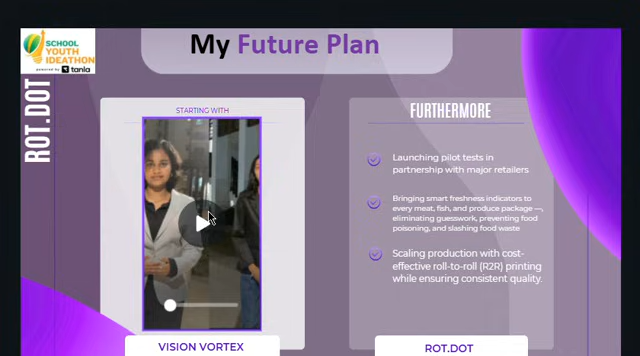 SCHOOL
YOUTH
IDEATHON
powered by tanla
My Future Plan
ROT.DOT
STARTING WITH
VISION VORTEX
FURTHERMORE
Launching pilot tests in
partnership with major retailers
Bringing smart freshness indicators to
every meat, fish, and produce package —,
eliminating guesswork, preventing food
poisoning, and slashing food waste
Scaling production with cost-
effective roll-to-roll (R2R) printing
while ensuring consistent quality.
ROT.DOT